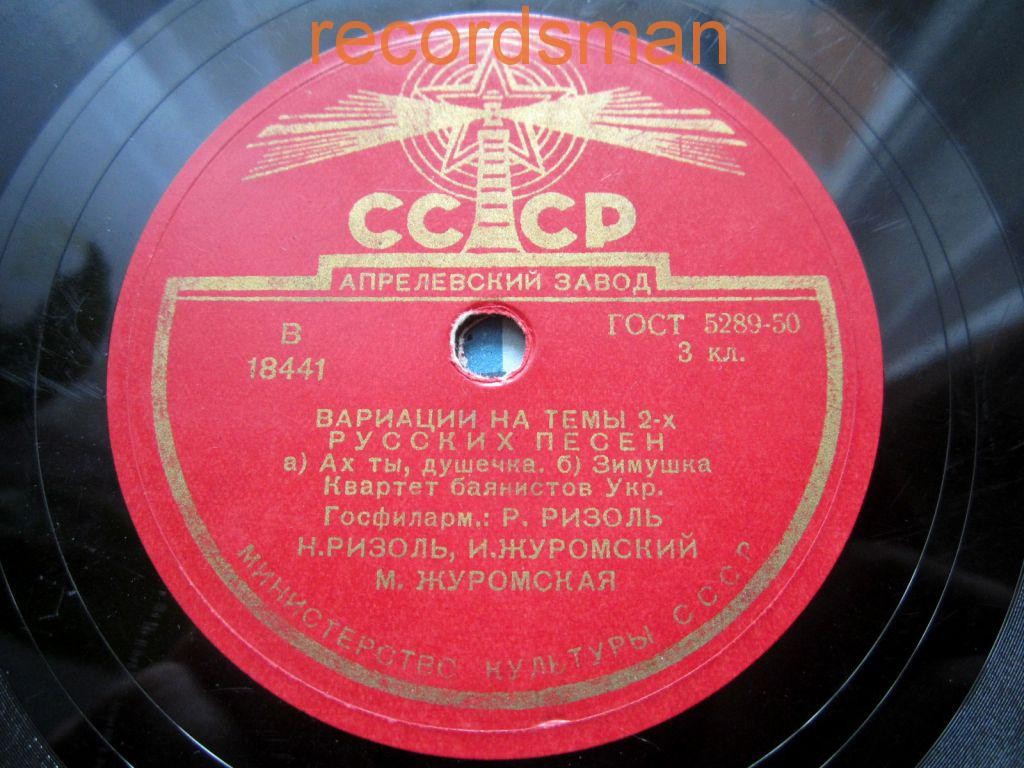 recordsman
СССР
АПРЕЛЕВСКИЙ ЗАВОД
В
18441
ГОСТ 5289-50
3 кл.
ВАРИАЦИИ НА ТЕМЫ 2-х
РУССКИХ ПЕСЕН
а) Ах ты, душечка. б) Зимушка
Квартет баянистов Укр.
Госфиларм.: Р. РИЗОЛЬ
Н.РИЗОЛЬ, И.ЖУРОМСКИЙ
М. ЖУРОМСКАЯ
МИНИСТЕРСТВО КУЛЬТУРЫ СССР